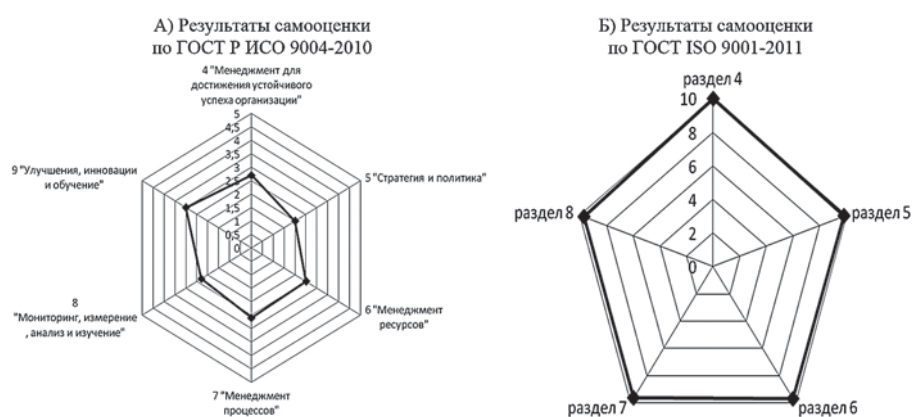 А) Результаты самооценки
по ГОСТ Р ИСО 9004-2010
4 "Менеджмент для
достижения устойчивого
успеха организации"
5
4,5
4
3,5
3
2,5
2
1,5
1
0,5
0
9 "Улучшения, инновации
и обучение"
5 "Стратегия и политика"
8
"Мониторинг, измерение
, анализ и изучение"
6 "Менеджмент
ресурсов"
7 "Менеджмент
процессов"
Б) Результаты самооценки
по ГОСТ ISO 9001-2011
раздел 4
10
8
6
4
2
0
раздел 8
раздел 5
раздел 7
раздел 6